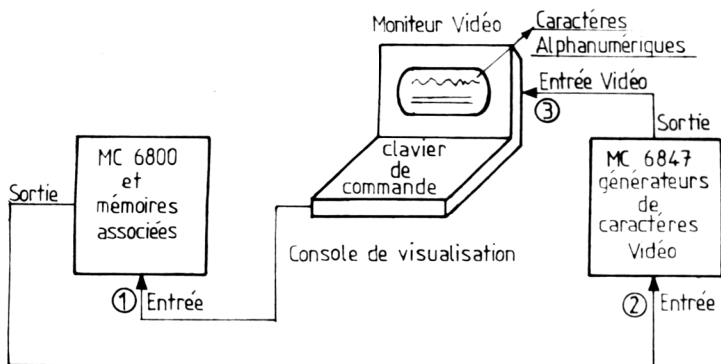 Moniteur Vidéo
Caractéres
Alphanumériques
Entrée Vidéo
③
Sortie
clavier
de
commande
MC 6800
et
mémoires
associées
Sortie
MC 6847
générateurs
de
caractères
Vidéo
Console de visualisation
① Entrée
② Entrée